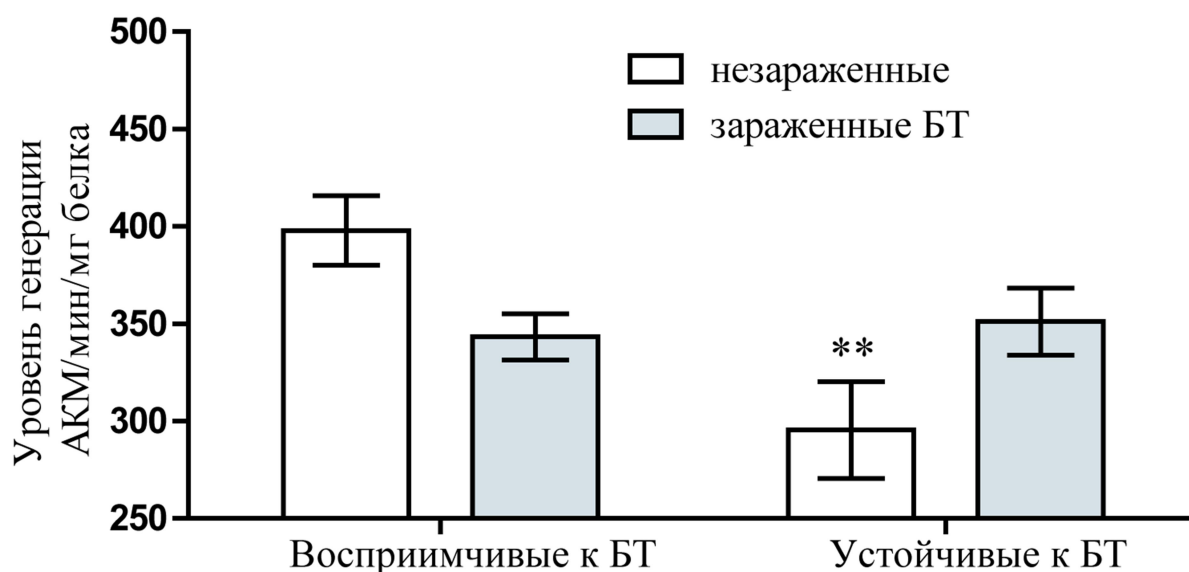 Уровень генерации
АКМ/мин/мг белка
500
450
400
350
300
250
незараженные
зараженные БТ
**
Восприимчивые к БТ
Устойчивые к БТ